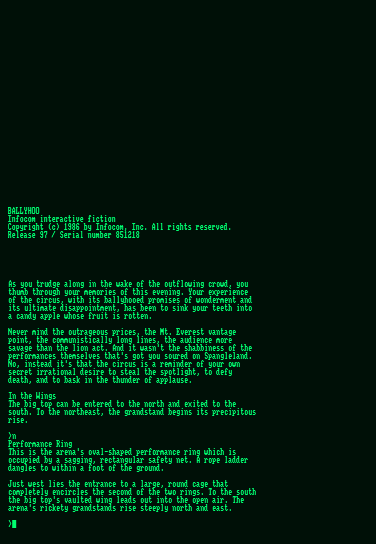 BALLYHOO
Infocom interactive fiction
Copyright (c) 1986 by Infocom, Inc. All rights reserved.
Release 97 / Serial number 851218
As you trudge along in the wake of the outflowing crowd, you
thumb through your memories of this evening. Your experience
of the circus, with its ballyhooed promises of wonderment and
its ultimate disappointment, has been to sink your teeth into
a candy apple whose fruit is rotten.
Never mind the outrageous prices, the Mt. Everest vantage
point, the communistically long lines, the audience more
savage than the lion act. And it wasn't the shabbiness of the
performances themselves that's got you soured on Spangleland.
No, instead it's that the circus is a reminder of your own
secret irrational desire to steal the spotlight, to defy
death, and to bask in the thunder of applause.
In the Wings
The big top can be entered to the north and exited to the
south. To the northeast, the grandstand begins its precipitous
rise.
>n
Performance Ring
This is the arena's oval-shaped performance ring which is
occupied by a sagging, rectangular safety net. A rope ladder
dangles to within a foot of the ground.
Just west lies the entrance to a large, round cage that
completely encircles the second of the two rings. To the south
the big top's vaulted wing leads out into the open air. The
arena's rickety grandstands rise steeply north and east.
>